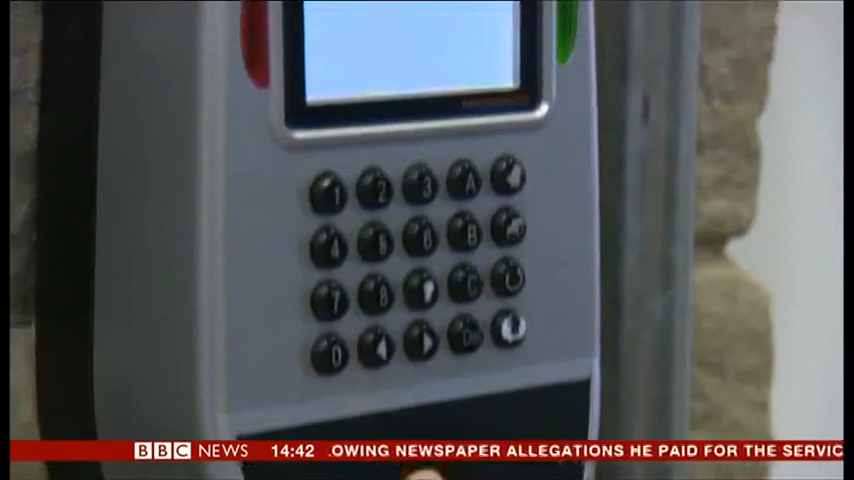 1 2 3 A
4 5 6 B
7 8 9 C
0 Del
BBC NEWS 14:42 .OWING NEWSPAPER ALLEGATIONS HE PAID FOR THE SERVIC